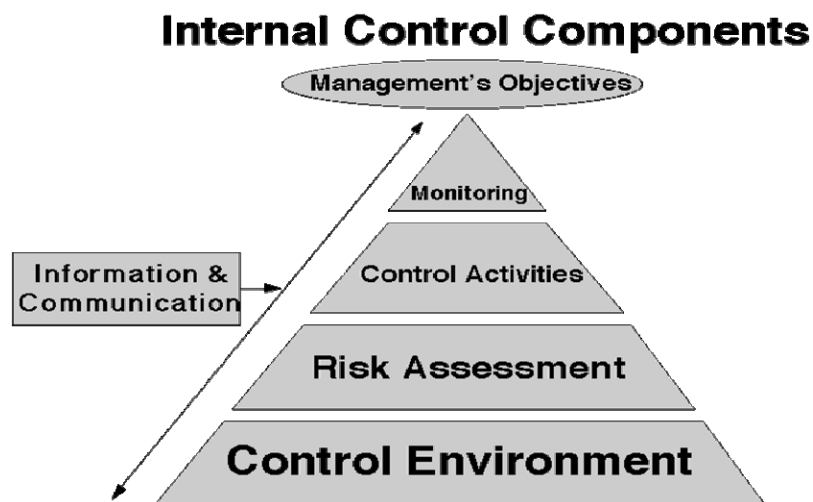 Internal Control Components
Management's Objectives
Monitoring
Control Activities
Information &
Communication
Risk Assessment
Control Environment